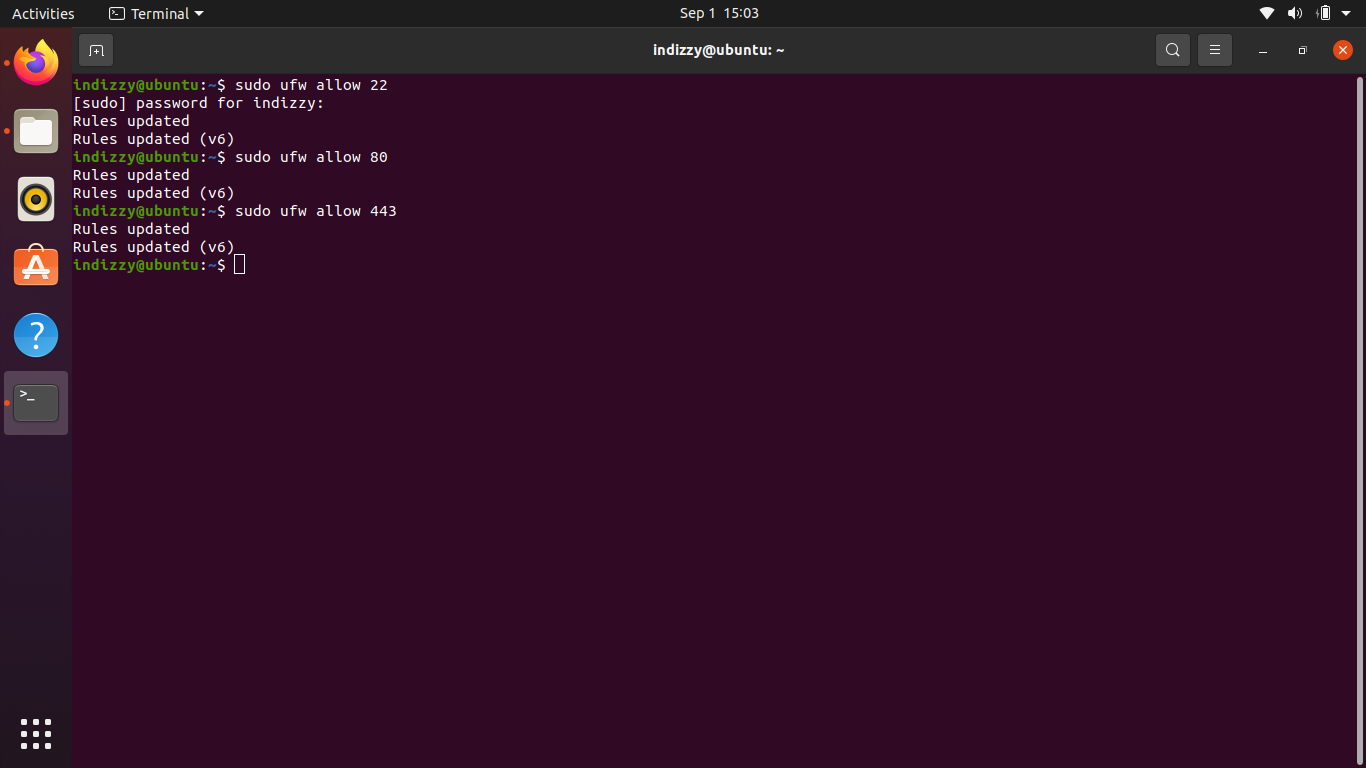 Activities
Terminal
Sep 1 15:03
indizzy@ubuntu: ~
indizzy@ubuntu:~$ sudo ufw allow 22
[sudo] password for indizzy:
Rules updated
Rules updated (v6)
indizzy@ubuntu:~$ sudo ufw allow 80
Rules updated
Rules updated (v6)
indizzy@ubuntu:~$ sudo ufw allow 443
Rules updated
Rules updated (v6)
indizzy@ubuntu:~$